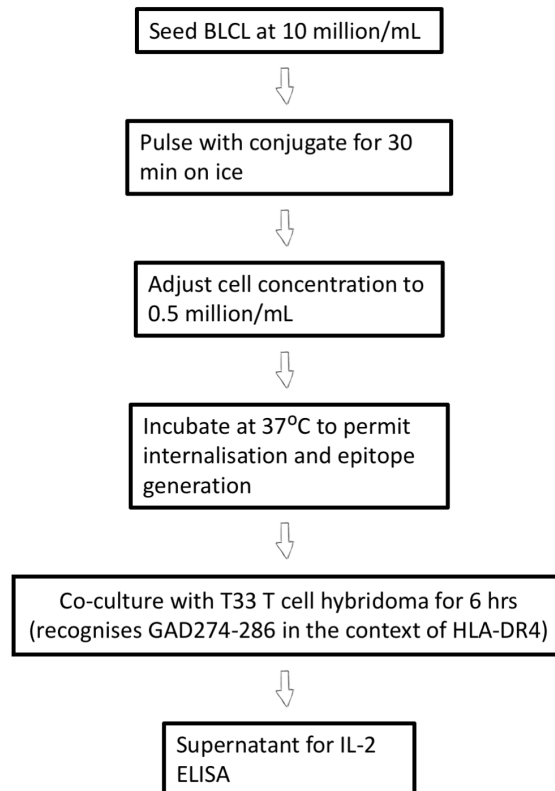 Seed BLCL at 10 million/mL
Pulse with conjugate for 30
min on ice
Adjust cell concentration to
0.5 million/mL
Incubate at 37⁰C to permit
internalisation and epitope
generation
Co-culture with T33 T cell hybridoma for 6 hrs
(recognises GAD274-286 in the context of HLA-DR4)
Supernatant for IL-2
ELISA